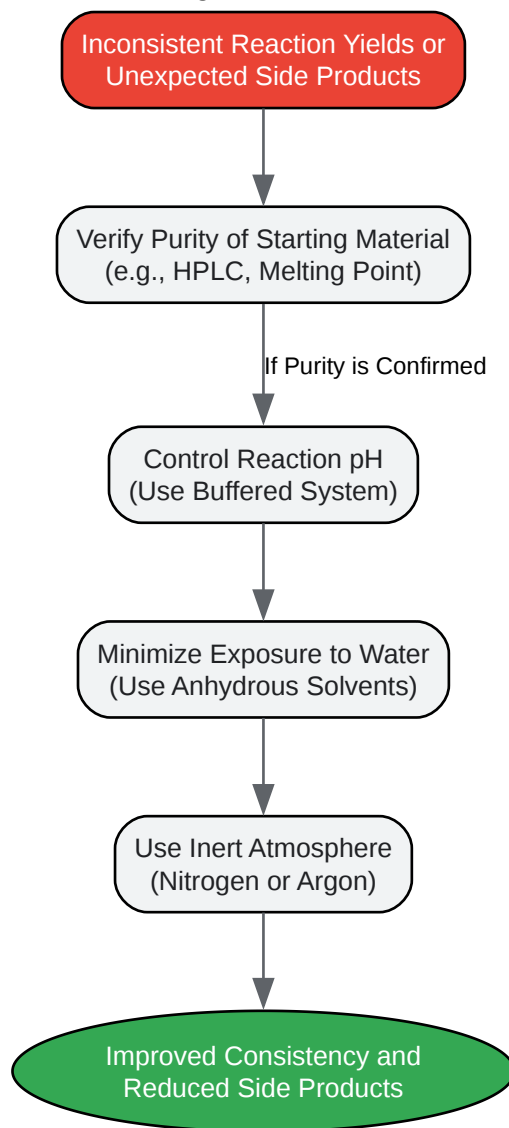 Inconsistent Reaction Yields or
Unexpected Side Products
Verify Purity of Starting Material
(e.g., HPLC, Melting Point)
If Purity is Confirmed
Control Reaction pH
(Use Buffered System)
Minimize Exposure to Water
(Use Anhydrous Solvents)
Use Inert Atmosphere
(Nitrogen or Argon)
Improved Consistency and
Reduced Side Products